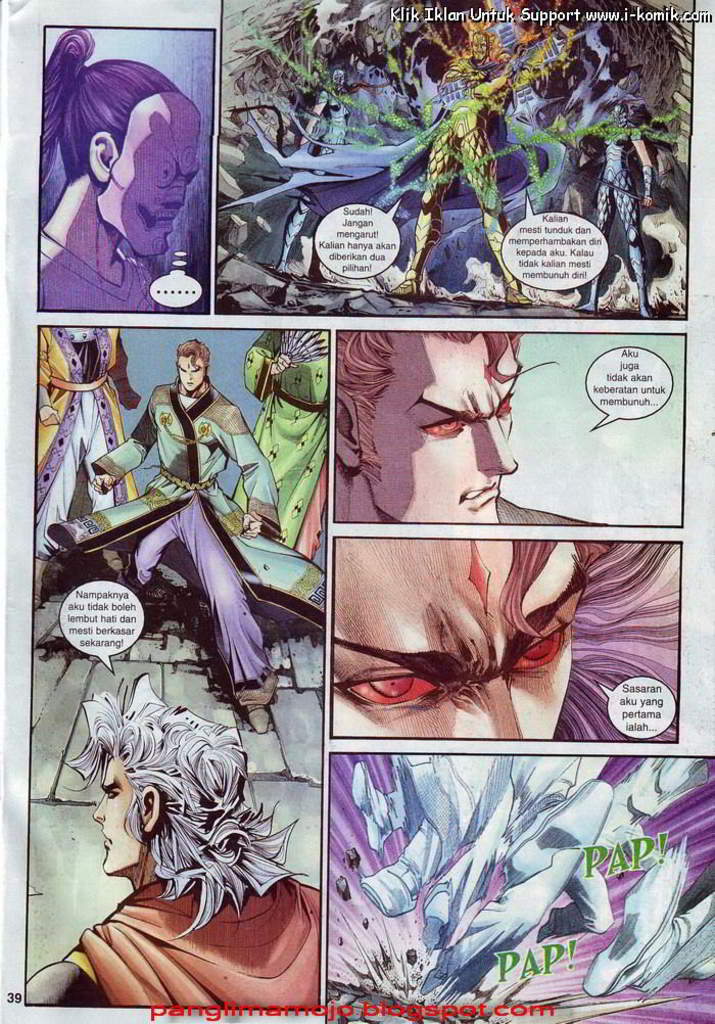 Klik Iklan Untuk Support www.i-komik.com
......
Sudah!
Jangan
mengarut!
Kalian hanya akan
diberikan dua
pilihan!
Kalian
mesti tunduk dan
memperhambakan diri
kepada aku. Kalau
tidak kalian mesti
membunuh diri!
Nampaknya
aku tidak boleh
lembut hati dan
mesti berkasar
sekarang!
Aku
juga
tidak akan
keberatan untuk
membunuh...
Sasaran
aku yang
pertama
ialah...
PAP!
PAP!
39
panglimamojo.blogspot.com